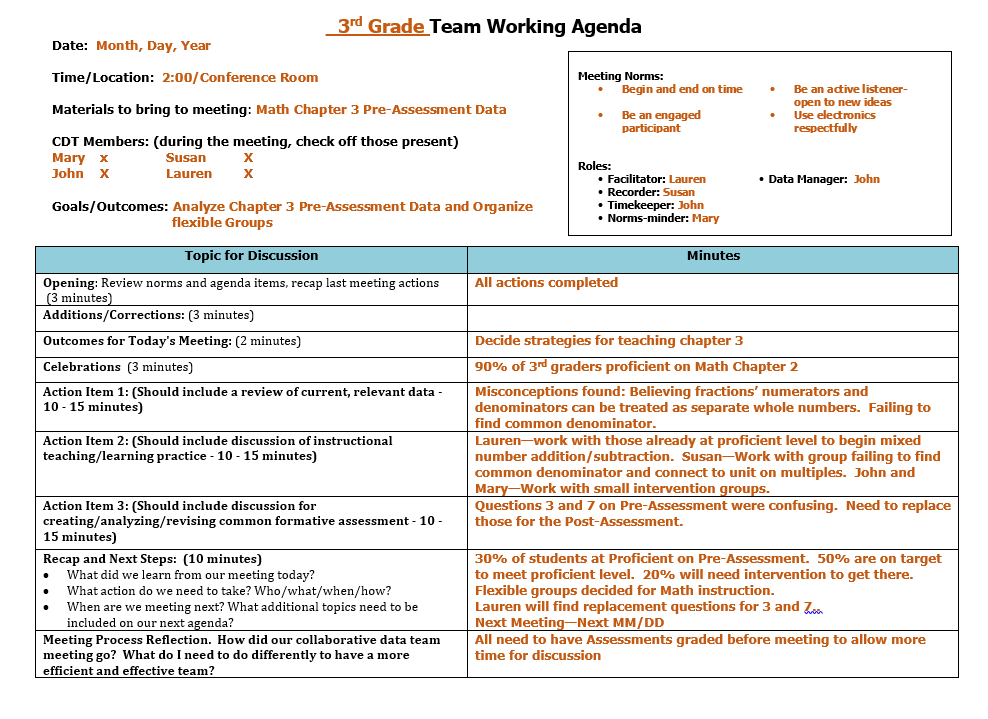 3rd Grade Team Working Agenda
Date: Month, Day, Year
Time/Location: 2:00/Conference Room
Materials to bring to meeting: Math Chapter 3 Pre-Assessment Data
CDT Members: (during the meeting, check off those present)
Mary x Susan X
John X Lauren X
Goals/Outcomes: Analyze Chapter 3 Pre-Assessment Data and Organize
flexible Groups
Meeting Norms:
• Begin and end on time
• Be an active listener-
open to new ideas
• Be an engaged
participant
• Use electronics
respectfully
Roles:
• Facilitator: Lauren • Data Manager: John
• Recorder: Susan
• Timekeeper: John
• Norms-minder: Mary
Topic for Discussion
Minutes
Opening: Review norms and agenda items, recap last meeting actions
(3 minutes)
All actions completed
Additions/Corrections: (3 minutes)
Outcomes for Today's Meeting: (2 minutes)
Decide strategies for teaching chapter 3
Celebrations (3 minutes)
90% of 3rd graders proficient on Math Chapter 2
Action Item 1: (Should include a review of current, relevant data -
10 - 15 minutes)
Misconceptions found: Believing fractions’ numerators and
denominators can be treated as separate whole numbers. Failing to
find common denominator.
Action Item 2: (Should include discussion of instructional
teaching/learning practice - 10 - 15 minutes)
Lauren—work with those already at proficient level to begin mixed
number addition/subtraction. Susan—Work with group failing to find
common denominator and connect to unit on multiples. John and
Mary—Work with small intervention groups.
Action Item 3: (Should include discussion for
creating/analyzing/revising common formative assessment - 10 -
15 minutes)
Questions 3 and 7 on Pre-Assessment were confusing. Need to replace
those for the Post-Assessment.
Recap and Next Steps: (10 minutes)
• What did we learn from our meeting today?
• What action do we need to take? Who/what/when/how?
• When are we meeting next? What additional topics need to be
included on our next agenda?
30% of students at Proficient on Pre-Assessment. 50% are on target
to meet proficient level. 20% will need intervention to get there.
Flexible groups decided for Math instruction.
Lauren will find replacement questions for 3 and 7..
Next Meeting—Next MM/DD
Meeting Process Reflection. How did our collaborative data team
meeting go? What do I need to do differently to have a more
efficient and effective team?
All need to have Assessments graded before meeting to allow more
time for discussion